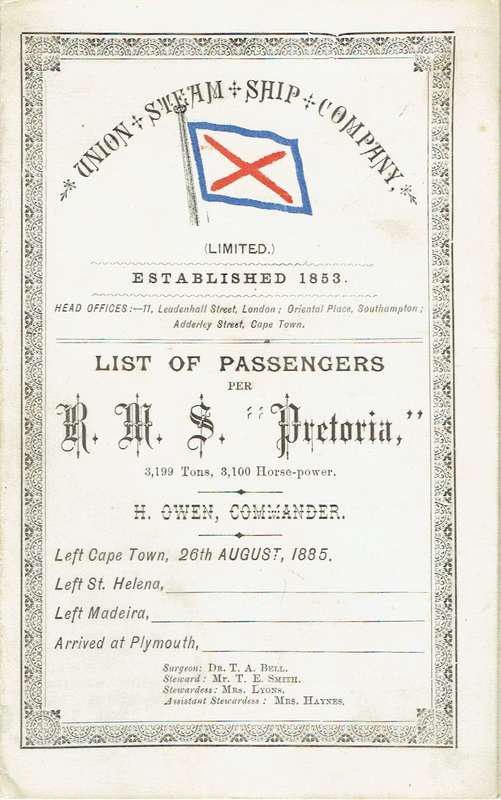 UNION STEAM SHIP COMPANY,
(LIMITED.)
ESTABLISHED 1853.
HEAD OFFICES:—11, Leadenhall Street, London; Oriental Place, Southampton;
Adderley Street, Cape Town.
LIST OF PASSENGERS
PER
R. M. S. "Pretoria,"
3,199 Tons, 3,100 Horse-power.
H. OWEN, COMMANDER.
Left Cape Town, 26th AUGUST, 1885.
Left St. Helena,
Left Madeira,
Arrived at Plymouth,
Surgeon: DR. T. A. BELL.
Steward: MR. T. E. SMITH.
Stewardess: MRS. LYONS.
Assistant Stewardess: MRS. HAYNES.